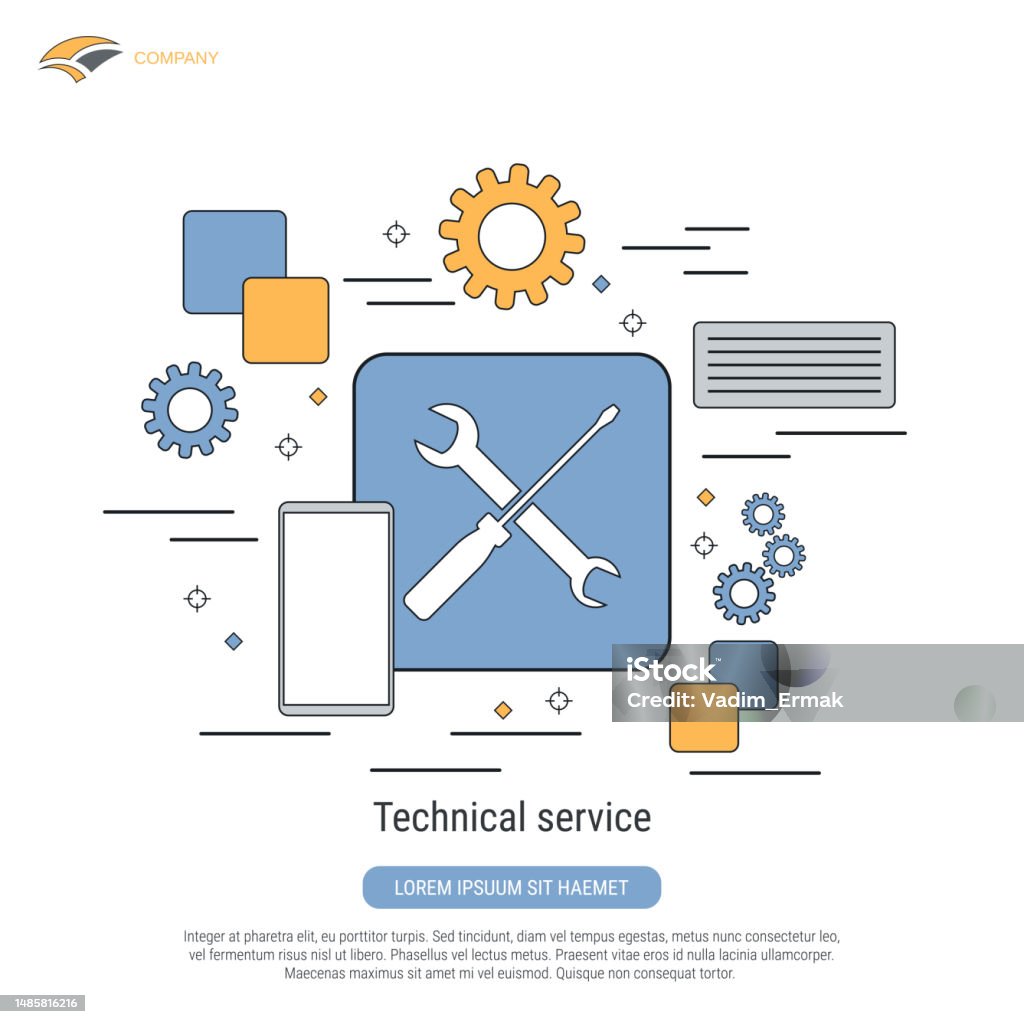 COMPANY
iStock™
Credit: Vadim_Ermak
Technical service
LOREM IPSUUM SIT HAEMET
Integer at pharetra elit, eu porttitor turpis. Sed tincidunt, diam vel tempus egestas, metus nunc consectetur leo,
vel fermentum risus nisl ut libero. Phasellus vel lectus metus. Praesent vitae ex id nulla lacinia ullamcorper.
Maecenas maximus sit amet mi vel euismod. Quisque non consequat tortor.
1485816216